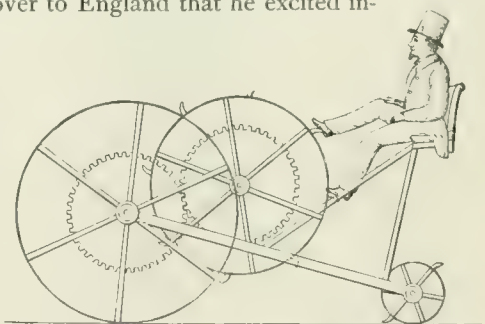 over to England that he excited in-